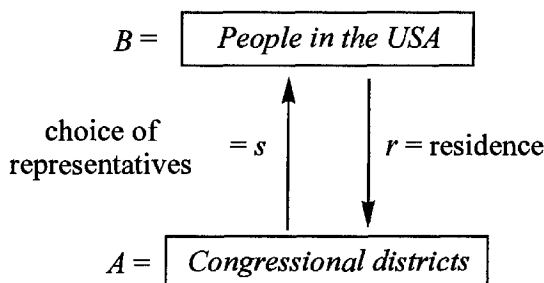 B = People in the USA
choice of
representatives
= s
r = residence
A = Congressional districts